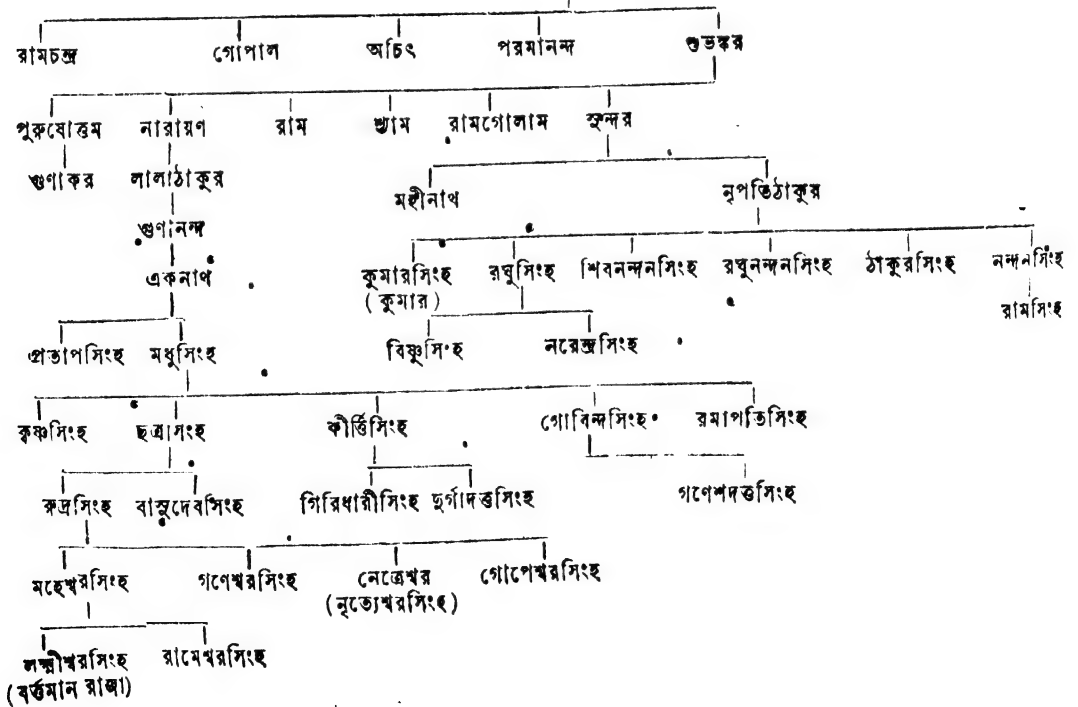 রামচন্দ্র গোপাল অচিৎ পরমানন্দ শুভঙ্কর
পুরুষোত্তম নারায়ণ রাম শ্যাম রামগোলাম সুন্দর
গুণাকর লালাঠাকুর মহীনাথ নৃপতিঠাকুর
গুণানন্দ
একনাথ কুমারসিংহ রঘুসিংহ শিবনন্দনসিংহ রঘুনন্দনসিংহ ঠাকুরসিংহ নন্দনসিংহ
(কুমার) রামসিংহ
প্রতাপসিংহ মধুসিংহ বিষ্ণুসিংহ নরেন্দ্রসিংহ
কৃষ্ণসিংহ ছত্রসিংহ কীর্ত্তিসিংহ গোবিন্দসিংহ রমাপতিসিংহ
রুদ্রসিংহ বাসুদেবসিংহ গিরিধারীসিংহ দুর্গাদত্তসিংহ গণেশদত্তসিংহ
মহেশ্বরসিংহ গণেশ্বরসিংহ নেত্রেশ্বর গোপেশ্বরসিংহ
(নৃত্যেশ্বরসিংহ)
লক্ষ্মীশ্বরসিংহ রামেশ্বরসিংহ
(বর্ত্তমান রাজা)